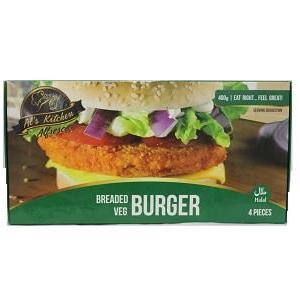 Al's Kitchen
400g | EAT RIGHT... FEEL GREAT!
SERVING SUGGESTION
BREADED
VEG
BURGER
حلال
Halal
4 PIECES